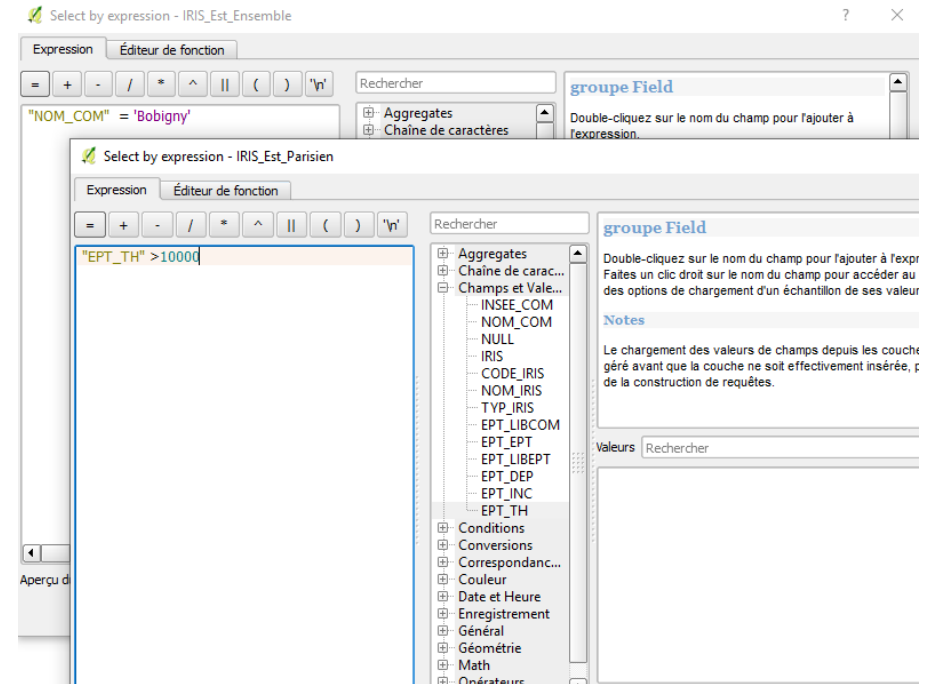 Select by expression - IRIS_Est_Ensemble
? ×
Expression Éditeur de fonction
= + - / * ^ || ( ) '\n'
Rechercher
groupe Field
"NOM_COM" = 'Bobigny'
Aggregates
Chaîne de caractères
Double-cliquez sur le nom du champ pour l'ajouter à
l'expression.
Select by expression - IRIS_Est_Parisien
Expression Éditeur de fonction
= + - / * ^ || ( ) '\n'
Rechercher
groupe Field
"EPT_TH" >10000
Aggregates
Chaîne de carac...
Champs et Vale...
INSEE_COM
NOM_COM
NULL
IRIS
CODE_IRIS
NOM_IRIS
TYP_IRIS
EPT_LIBCOM
EPT_EPT
EPT_LIBEPT
EPT_DEP
EPT_INC
EPT_TH
Conditions
Conversions
Correspondanc...
Couleur
Date et Heure
Enregistrement
Général
Géométrie
Math
Opérateurs
Double-cliquez sur le nom du champ pour l'ajouter à l'expr
Faites un clic droit sur le nom du champ pour accéder au
des options de chargement d'un échantillon de ses valeur
Notes
Le chargement des valeurs de champs depuis les couche
géré avant que la couche ne soit effectivement insérée, p
de la construction de requêtes.
Valeurs Rechercher
Aperçu d